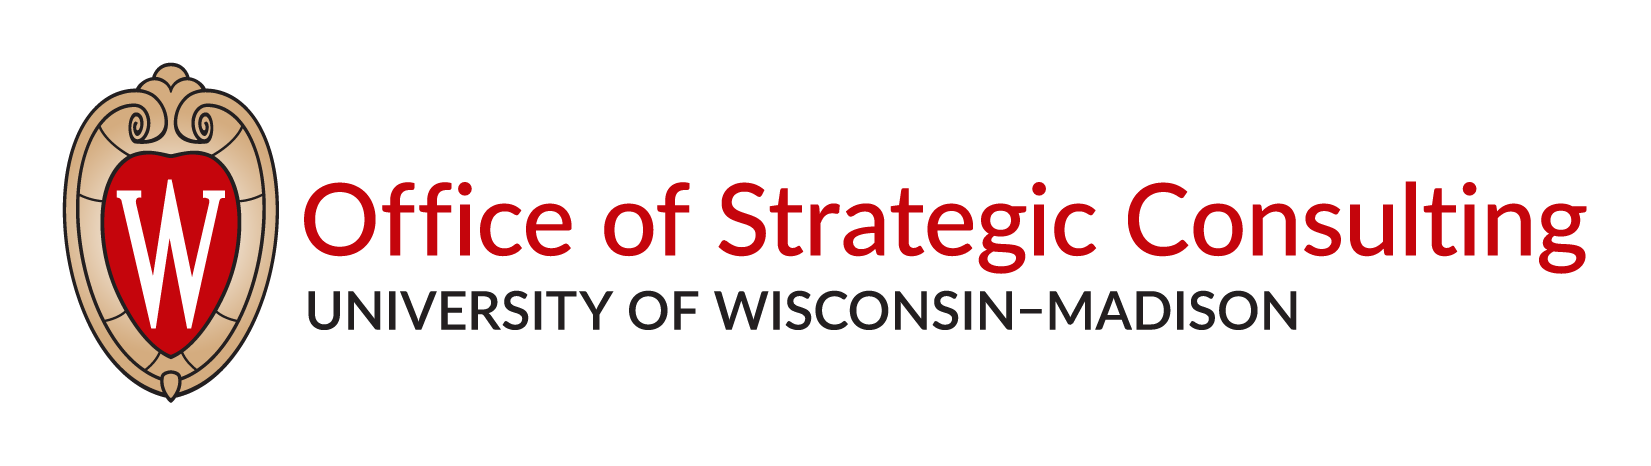 W
Office of Strategic Consulting
UNIVERSITY OF WISCONSIN–MADISON